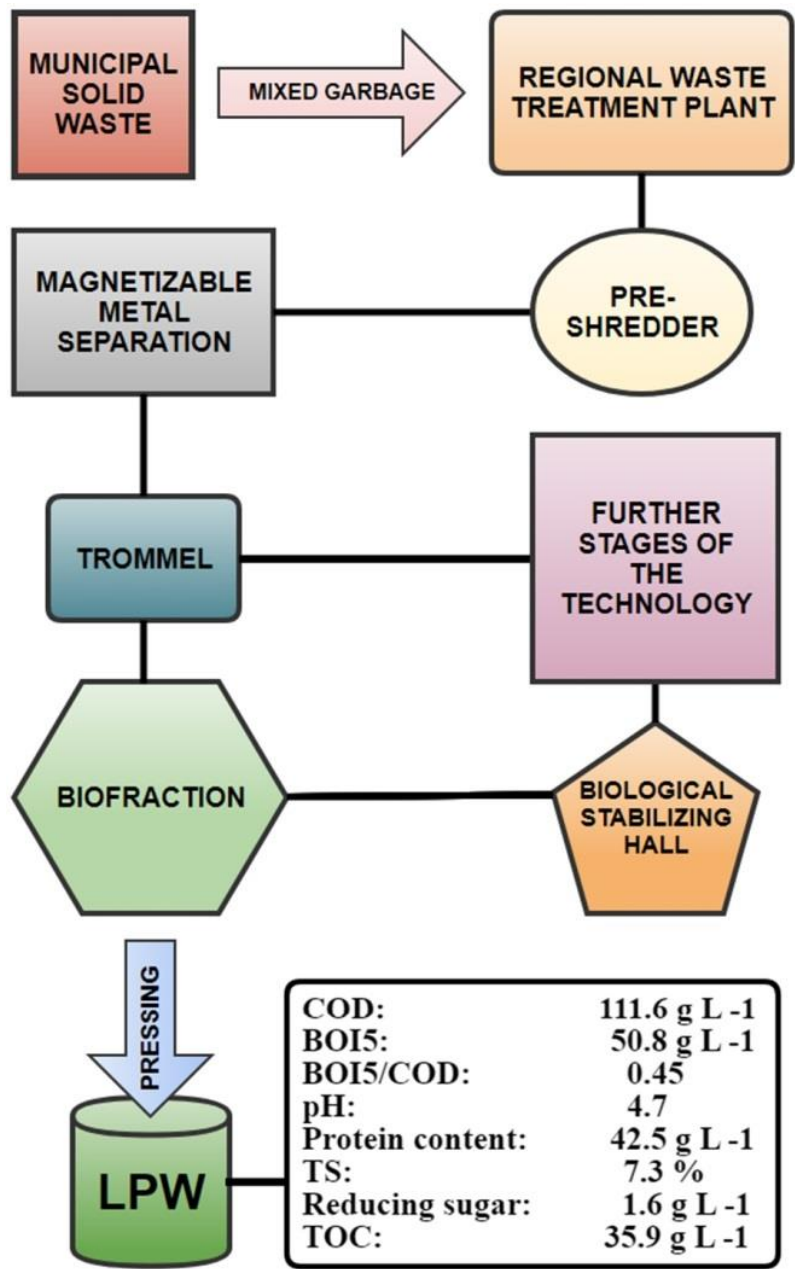 MUNICIPAL
SOLID
WASTE
MIXED GARBAGE
REGIONAL WASTE
TREATMENT PLANT
MAGNETIZABLE
METAL
SEPARATION
PRE-
SHREDDER
TROMMEL
FURTHER
STAGES OF
THE
TECHNOLOGY
BIOFRACTION
BIOLOGICAL
STABILIZING
HALL
PRESSING
LPW
COD: 111.6 g L -1
BOI5: 50.8 g L -1
BOI5/COD: 0.45
pH: 4.7
Protein content: 42.5 g L -1
TS: 7.3 %
Reducing sugar: 1.6 g L -1
TOC: 35.9 g L -1